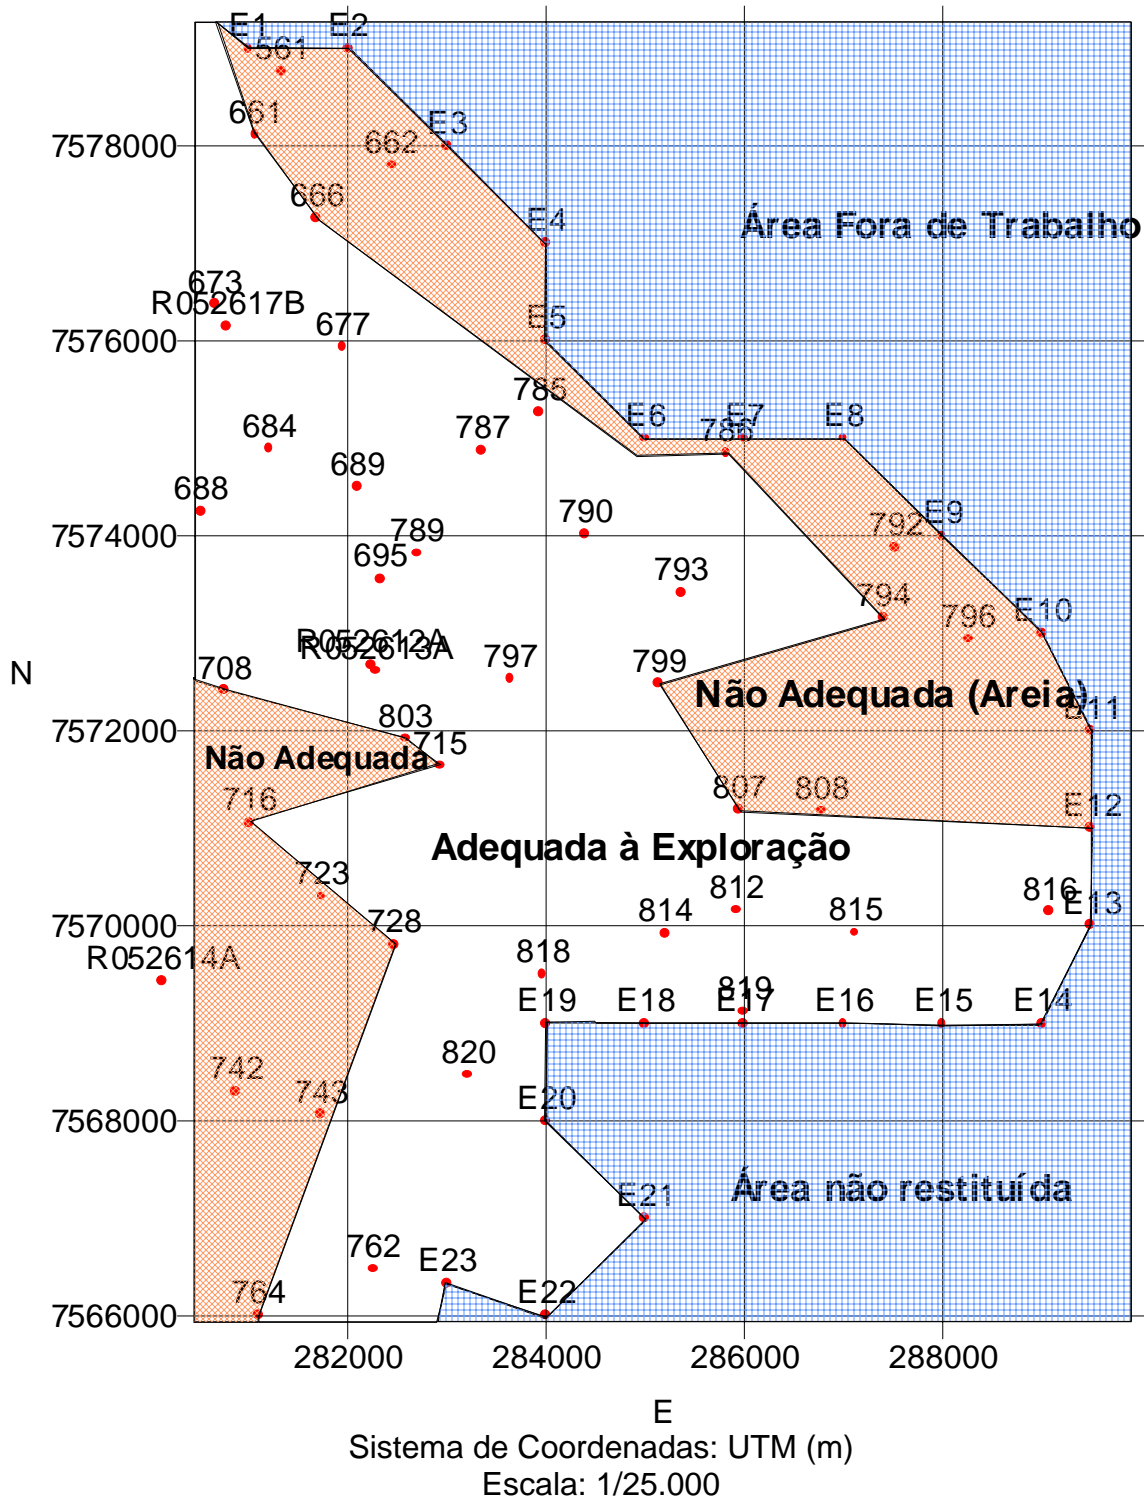 E1
E2
561
661
E3
7578000
662
666
E4
Área Fora de Trabalho
673
R052617B
E5
677
7576000
785
E6
E7
E8
786
684
787
689
688
790
789
792
E9
7574000
695
793
794
796
E10
R052612A
R052613A
797
799
N
708
Não Adequada (Areia)
E11
803
7572000
715
Não Adequada
716
807
808
E12
Adequada à Exploração
723
812
816
814
815
E13
728
7570000
R052614A
818
819
E19
E18
E17
E16
E15
E14
742
743
820
E20
7568000
Área não restituída
E21
762
E23
764
E22
7566000
282000
284000
286000
288000
E
Sistema de Coordenadas: UTM (m)
Escala: 1/25.000